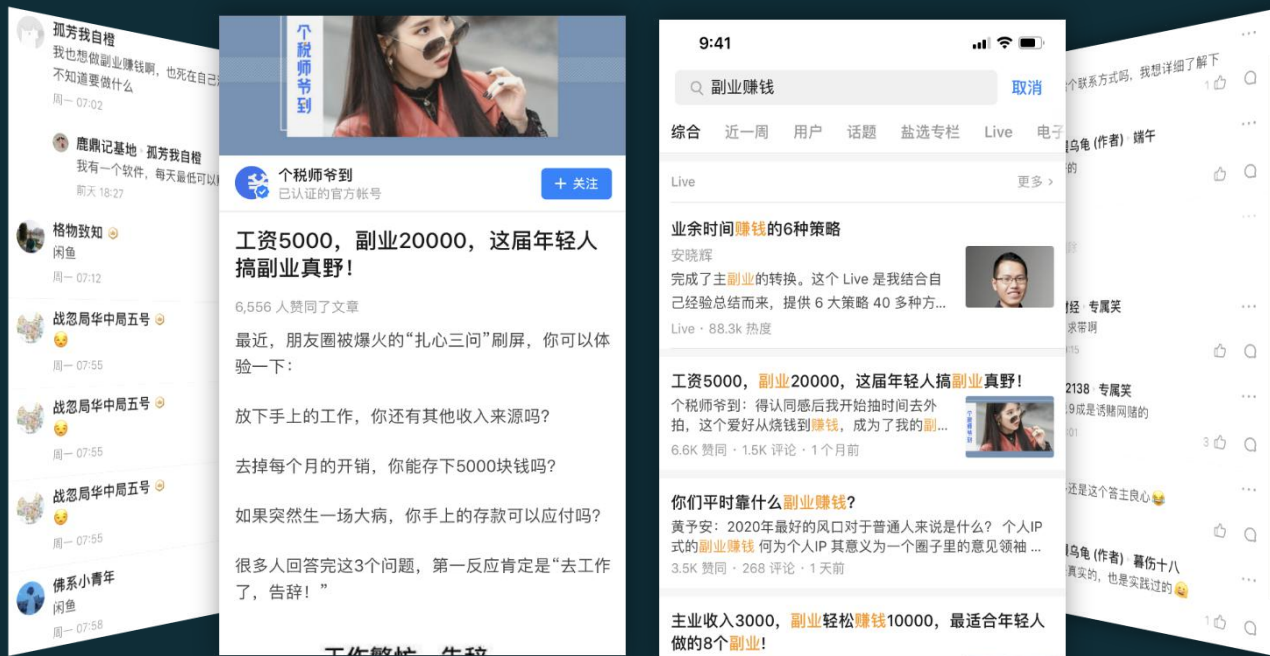 孤芳我自橙
我也想做副业赚钱啊，也死在自己
不知道要做什么
周一 07:02
鹿鼎记基地 孤芳我自橙
我有一个软件，每天最低可以
前天 18:27
格物致知
闲鱼
周一 07:12
战忽局华中局五号
周一 07:55
战忽局华中局五号
周一 07:55
战忽局华中局五号
周一 07:55
佛系小青年
闲鱼
周一 07:58
个税师爷到
个税师爷到
已认证的官方帐号
+ 关注
工资5000，副业20000，这届年轻人
搞副业真野！
6,556 人赞同了文章
最近，朋友圈被爆火的“扎心三问”刷屏，你可以体
验一下：
放下手上的工作，你还有其他收入来源吗？
去掉每个月的开销，你能存下5000块钱吗？
如果突然生一场大病，你手上的存款可以应付吗？
很多人回答完这3个问题，第一反应肯定是“去工作
了，告辞！”
工作繁忙，告辞
9:41
副业赚钱
取消
综合 近一周 用户 话题 盐选专栏 Live 电子
Live
更多 ›
业余时间赚钱的6种策略
安晓辉
完成了主副业的转换。这个 Live 是我结合自
己经验总结而来，提供 6 大策略 40 多种方...
Live · 88.3k 热度
工资5000，副业20000，这届年轻人搞副业真野！
个税师爷到：得认同感后我开始抽时间去外
拍，这个爱好从烧钱到赚钱，成为了我的副...
个税师爷到
6.6K 赞同 · 1.5K 评论 · 1个月前
你们平时靠什么副业赚钱？
黄予安：2020年最好的风口对于普通人来说是什么？ 个人IP
式的副业赚钱 何为个人IP 其意义为一个圈子里的意见领袖 ...
3.5K 赞同 · 268 评论 · 1天前
主业收入3000，副业轻松赚钱10000，最适合年轻人
做的8个副业！
个联系方式吗，我想详细了解下
1
乌龟 (作者) 端午
的
经 专属笑
求带啊
2138 专属笑
9成是诱赌网赌的
3
还是这个答主良心
乌龟 (作者) 暮伤十八
真实的，也是实践过的
1